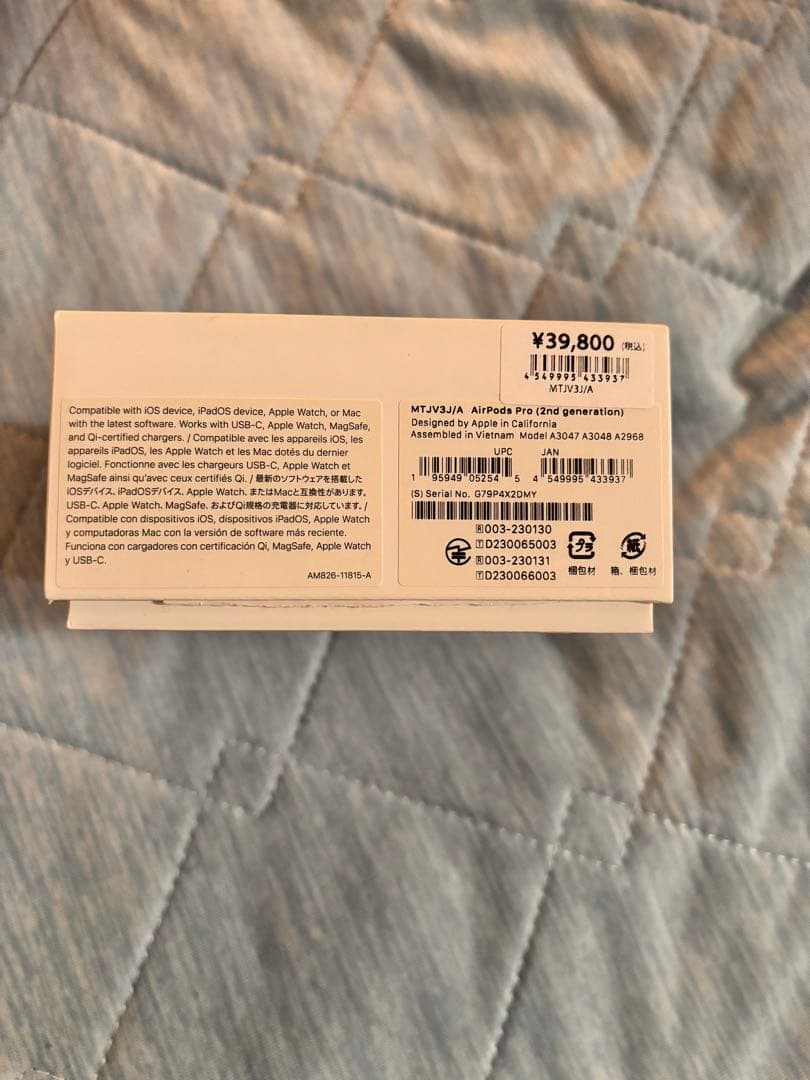 ¥39,800 (税込)
4 549995 433937
MTJV3J/A
Compatible with iOS device, iPadOS device, Apple Watch, or Mac
with the latest software. Works with USB-C, Apple Watch, MagSafe,
and Qi-certified chargers. / Compatible avec les appareils iOS, les
appareils iPadOS, les Apple Watch et les Mac dotés du dernier
logiciel. Fonctionne avec les chargeurs USB-C, Apple Watch et
MagSafe ainsi qu'avec ceux certifiés Qi. / 最新のソフトウェアを搭載した
iOSデバイス、iPadOSデバイス、Apple Watch、またはMacと互換性があります。
USB-C、Apple Watch、MagSafe、およびQi規格の充電器に対応しています。/
Compatible con dispositivos iOS, dispositivos iPadOS, Apple Watch
y computadoras Mac con la versión de software más reciente.
Funciona con cargadores con certificación Qi, MagSafe, Apple Watch
y USB-C.
AM826-11815-A
MTJV3J/A AirPods Pro (2nd generation)
Designed by Apple in California
Assembled in Vietnam Model A3047 A3048 A2968
UPC JAN
1 95949 05254 5 4 549995 433937
(S) Serial No. G79P4X2DMY
R 003-230130
T D230065003
R 003-230131
T D230066003
プラ 紙
梱包材 箱、梱包材